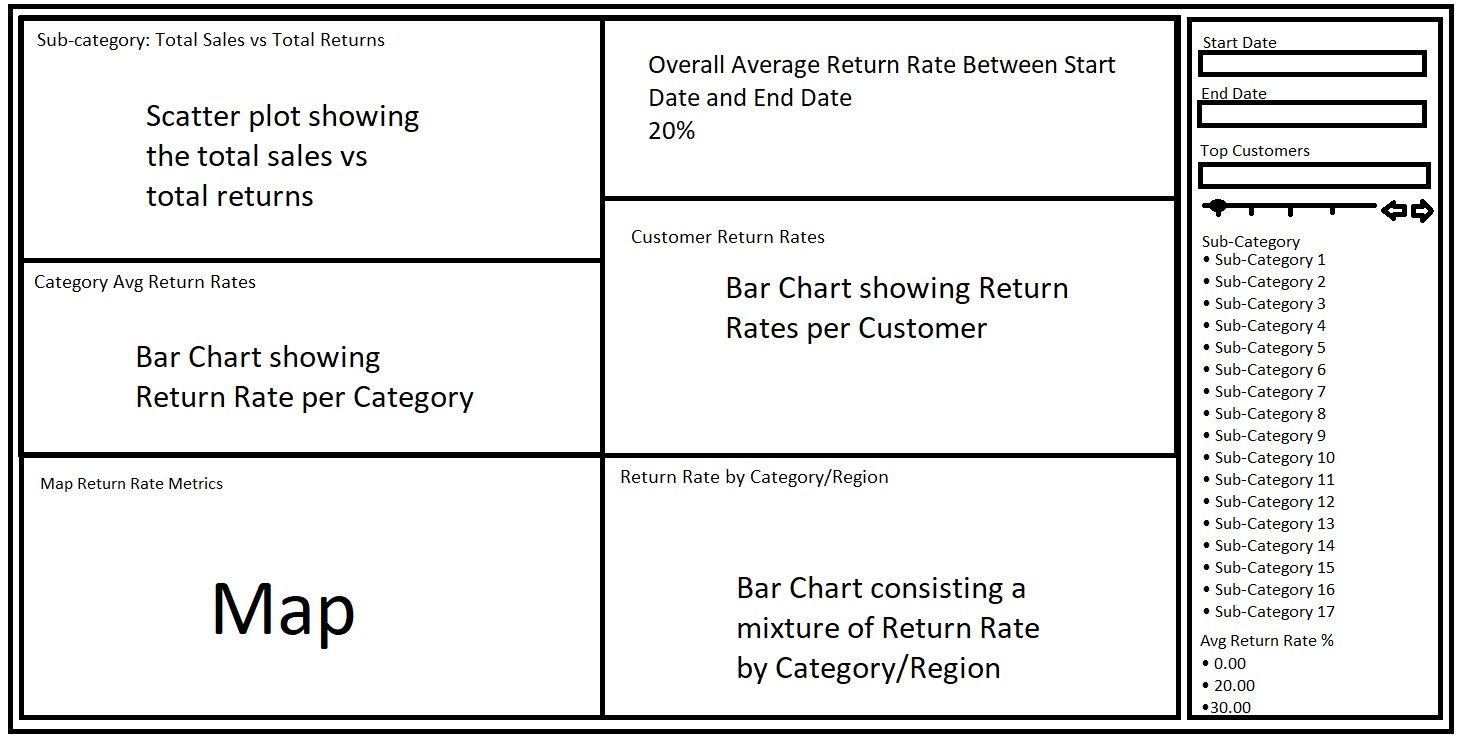 Sub-category: Total Sales vs Total Returns
Scatter plot showing
the total sales vs
total returns
Category Avg Return Rates
Bar Chart showing
Return Rate per Category
Map Return Rate Metrics
Map
Overall Average Return Rate Between Start
Date and End Date
20%
Customer Return Rates
Bar Chart showing Return
Rates per Customer
Return Rate by Category/Region
Bar Chart consisting a
mixture of Return Rate
by Category/Region
Start Date
End Date
Top Customers
Sub-Category
• Sub-Category 1
• Sub-Category 2
• Sub-Category 3
• Sub-Category 4
• Sub-Category 5
• Sub-Category 6
• Sub-Category 7
• Sub-Category 8
• Sub-Category 9
• Sub-Category 10
• Sub-Category 11
• Sub-Category 12
• Sub-Category 13
• Sub-Category 14
• Sub-Category 15
• Sub-Category 16
• Sub-Category 17
Avg Return Rate %
• 0.00
• 20.00
•30.00